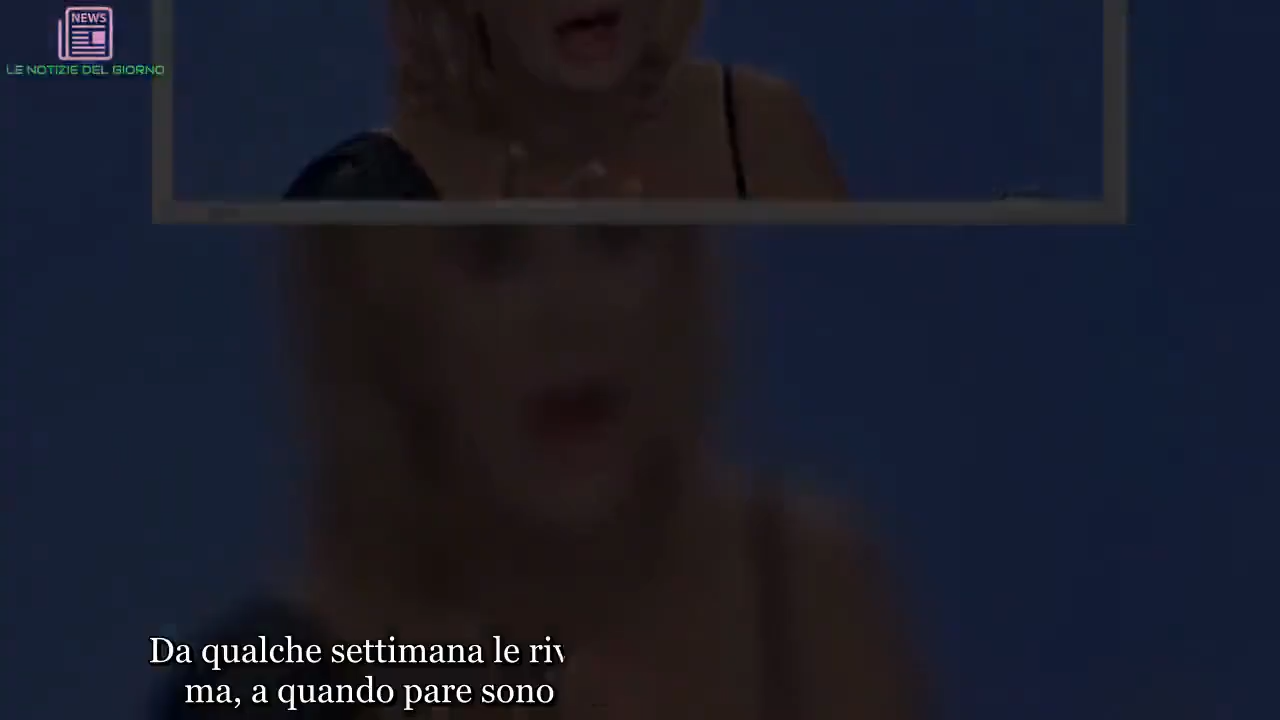 NEWS
LE NOTIZIE DEL GIORNO
Da qualche settimana le
ma, a quando pare sono